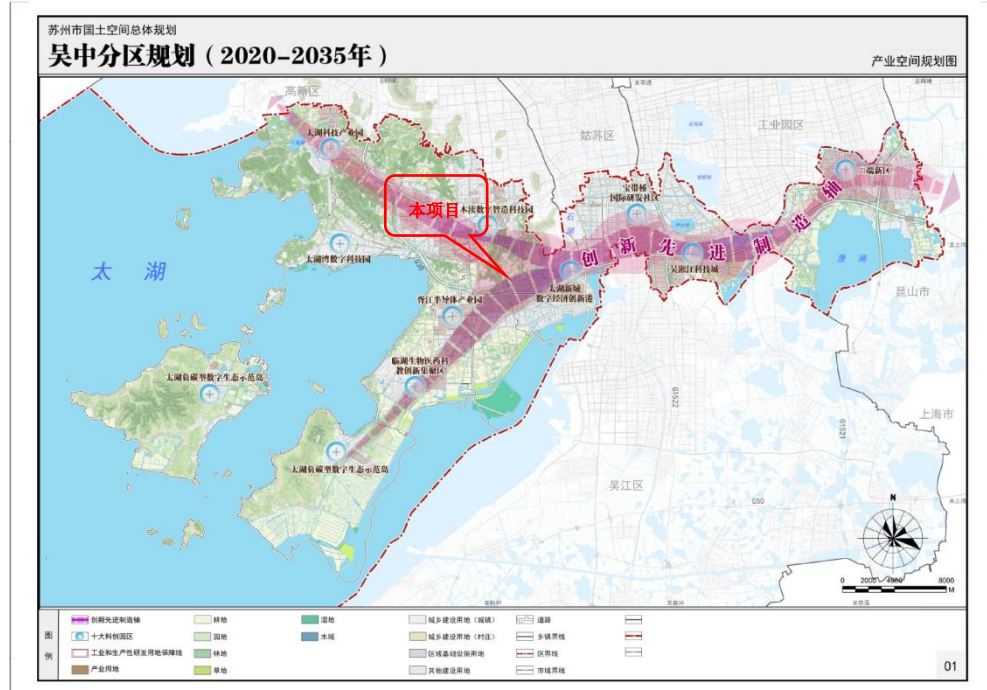 苏州市国土空间总体规划
吴中分区规划（2020-2035年）
产业空间规划图
高新区
姑苏区
工业园区
太湖科技产业园
本项目
木渎数字智造科技园
宝带桥
国际研发社区
甪端新区
石湖
创新先进制造轴
吴淞江科技城
太湖湾数字科技园
太湖
太湖新城
数字经济创新港
澄湖
昆山市
胥江半导体产业园
临湖生物医药科
教创新集聚区
太湖负碳型数字生态示范岛
太湖负碳型数字生态示范岛
G1522
G1521
上海市
吴江区
G50
N
0 2000 4000 8000
M
图例
创新先进制造轴
耕地
湿地
城乡建设用地（城镇）
道路
十大科创园区
园地
水域
城乡建设用地（村庄）
乡镇界线
工业和生产性研发用地保障线
林地
区域基础设施用地
区界线
产业用地
草地
其他建设用地
市域界线
01